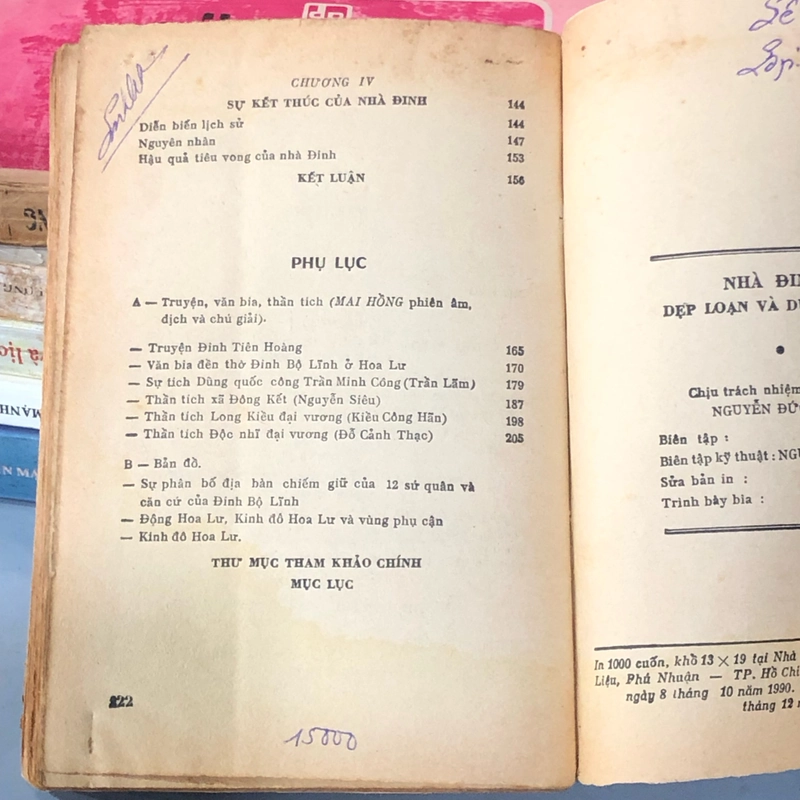 CHƯƠNG IV
SỰ KẾT THÚC CỦA NHÀ ĐINH 144
Diễn biến lịch sử 144
Nguyên nhân 147
Hậu quả tiêu vong của nhà Đinh 153
KẾT LUẬN 156
PHỤ LỤC
A — Truyện, văn bia, thần tích (MAI HỒNG phiên âm,
dịch và chú giải).
— Truyện Đinh Tiên Hoàng 165
— Văn bia đền thờ Đinh Bộ Lĩnh ở Hoa Lư 170
— Sự tích Dũng quốc công Trần Minh Công (Trần Lãm) 179
— Thần tích xã Đông Kết (Nguyễn Siêu) 187
— Thần tích Long Kiều đại vương (Kiều Công Hãn) 198
— Thần tích Độc nhĩ đại vương (Đỗ Cảnh Thạc) 205
B — Bản đồ.
— Sự phân bố địa bàn chiếm giữ của 12 sứ quân và
căn cứ của Đinh Bộ Lĩnh
— Động Hoa Lư, Kinh đô Hoa Lư và vùng phụ cận
— Kinh đô Hoa Lư.
THƯ MỤC THAM KHẢO CHÍNH
MỤC LỤC
222
15000
NHÀ ĐIN
DẸP LOẠN VÀ D
Chịu trách nhiệm
NGUYỄN ĐỨ
Biên tập :
Biên tập kỹ thuật : NGU
Sửa bản in :
Trình bày bìa :
In 1000 cuốn, khổ 13 × 19 tại Nhà
Liệu, Phú Nhuận — TP. Hồ Chí
ngày 8 tháng 10 năm 1990.
tháng 12